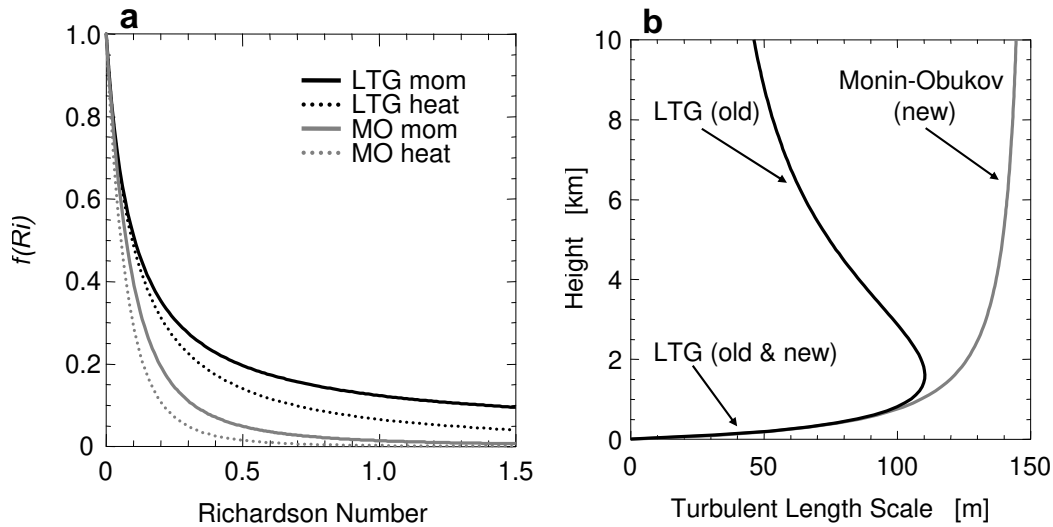 a
1.0
0.8
0.6
0.4
0.2
0
f(Ri)
LTG mom
LTG heat
MO mom
MO heat
0
0.5
1.0
1.5
Richardson Number
b
10
8
6
4
2
0
Height [km]
LTG (old)
Monin-Obukov
(new)
LTG (old & new)
0
50
100
150
Turbulent Length Scale [m]